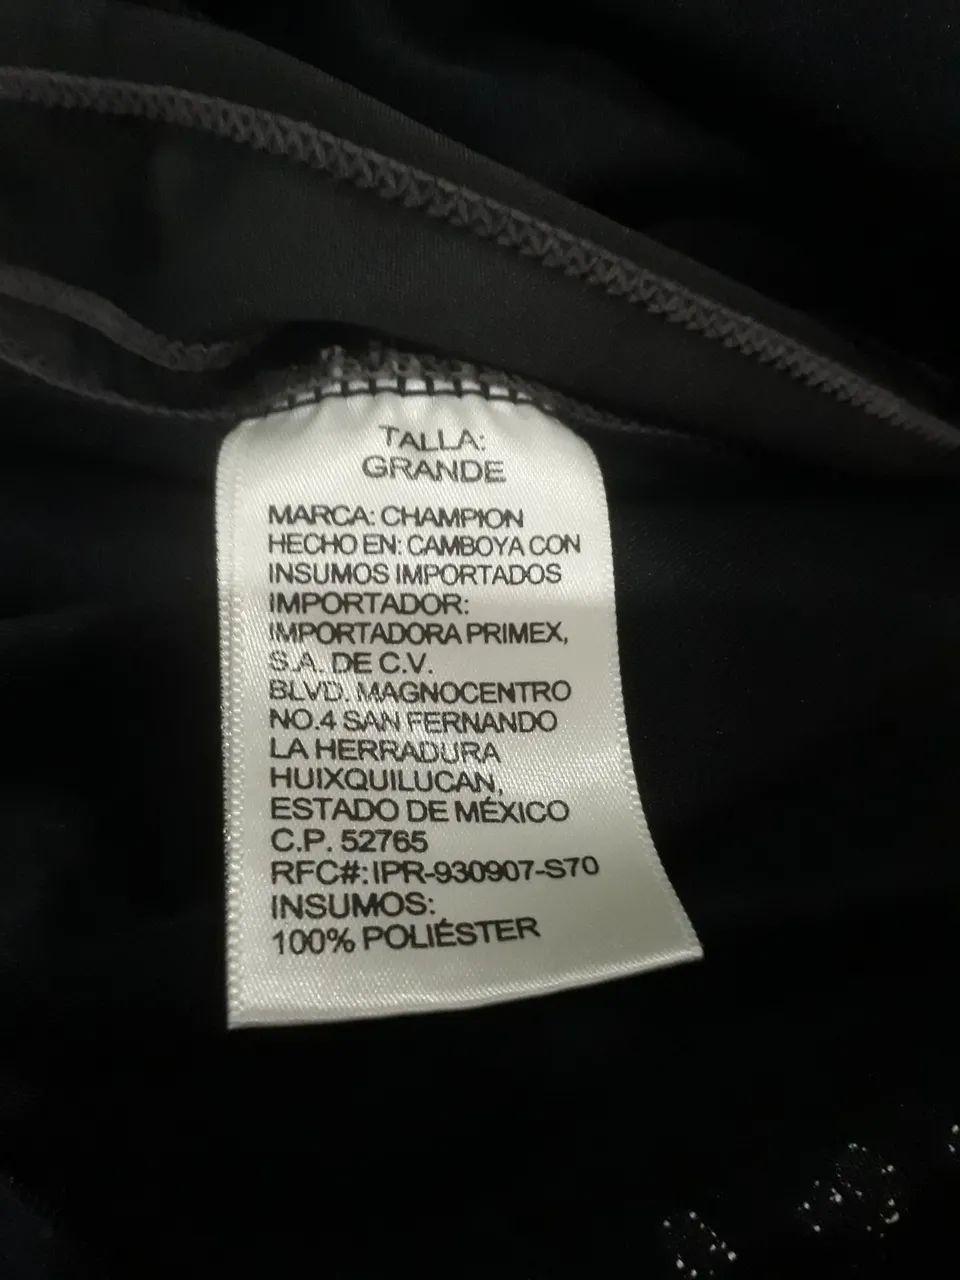 TALLA:
GRANDE
MARCA: CHAMPION
HECHO EN: CAMBOYA CON
INSUMOS IMPORTADOS
IMPORTADOR:
IMPORTADORA PRIMEX,
S.A. DE C.V.
BLVD. MAGNOCENTRO
NO.4 SAN FERNANDO
LA HERRADURA
HUIXQUILUCAN,
ESTADO DE MÉXICO
C.P. 52765
RFC#: IPR-930907-S70
INSUMOS:
100% POLIÉSTER